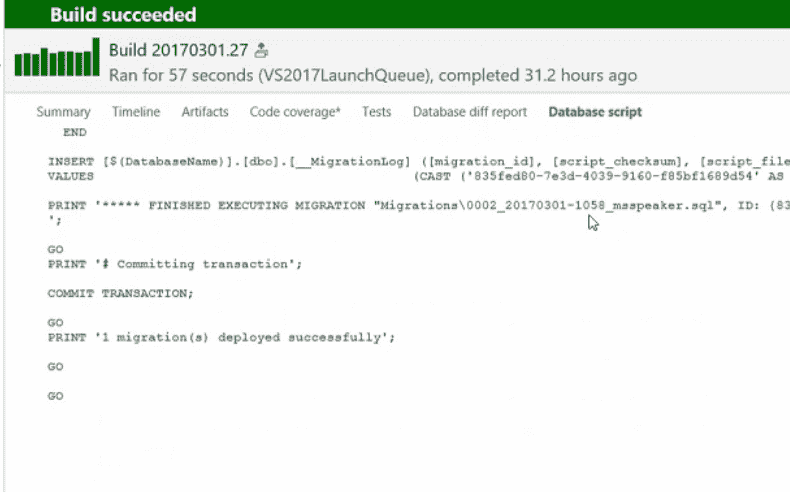 Build succeeded
Build 20170301.27
Ran for 57 seconds (VS2017LaunchQueue), completed 31.2 hours ago
Summary Timeline Artifacts Code coverage* Tests Database diff report Database script
END
INSERT [$(DatabaseName)].[dbo].[__MigrationLog] ([migration_id], [script_checksum], [script_file
VALUES (CAST ('835fed80-7e3d-4039-9160-f85bf1689d54' AS
PRINT '***** FINISHED EXECUTING MIGRATION "Migrations\0002_20170301-1058_msspeaker.sql", ID: {83
';
GO
PRINT '# Committing transaction';
COMMIT TRANSACTION;
GO
PRINT '1 migration(s) deployed successfully';
GO
GO